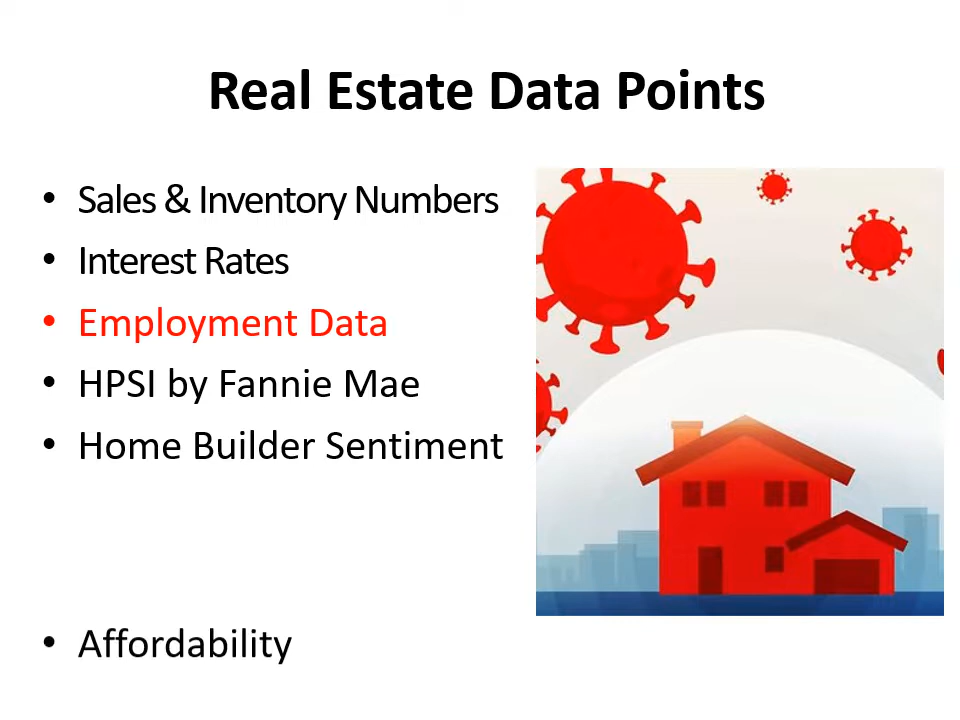 Real Estate Data Points
• Sales & Inventory Numbers
• Interest Rates
• Employment Data
• HPSI by Fannie Mae
• Home Builder Sentiment
• Affordability